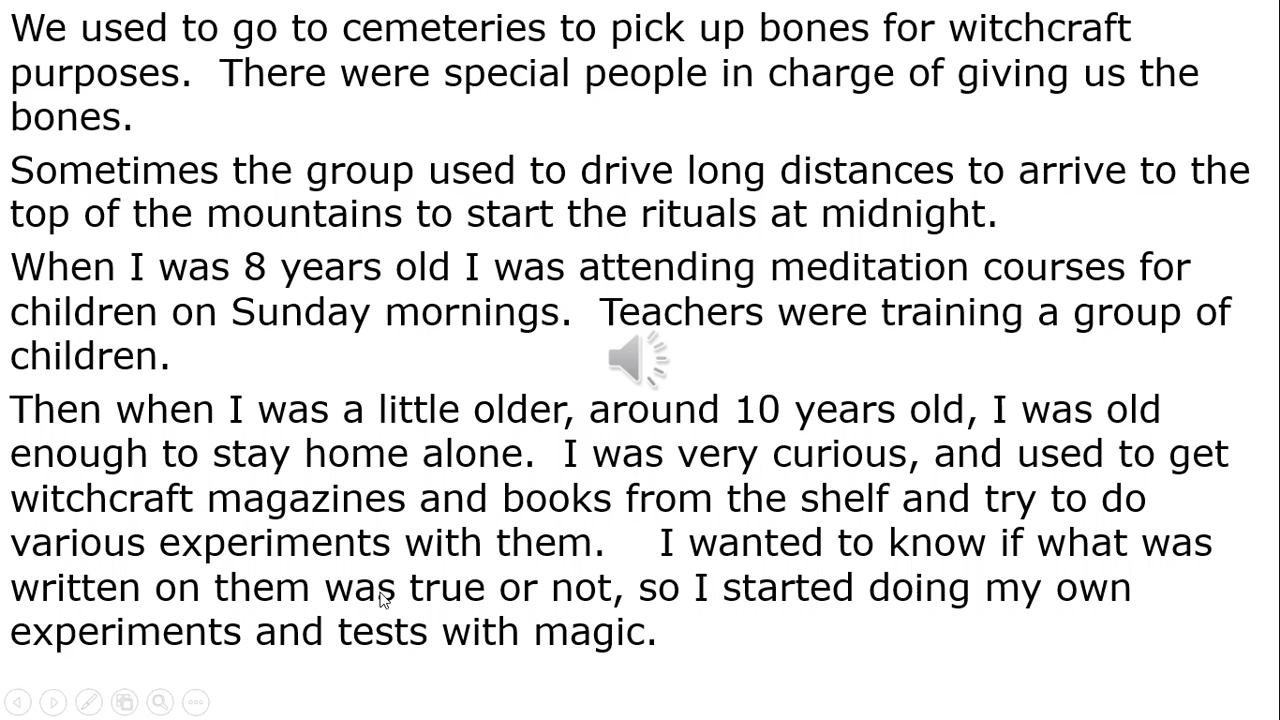 We used to go to cemeteries to pick up bones for witchcraft
purposes.  There were special people in charge of giving us the
bones.
Sometimes the group used to drive long distances to arrive to the
top of the mountains to start the rituals at midnight.
When I was 8 years old I was attending meditation courses for
children on Sunday mornings.  Teachers were training a group of
children.
Then when I was a little older, around 10 years old, I was old
enough to stay home alone.  I was very curious, and used to get
witchcraft magazines and books from the shelf and try to do
various experiments with them.    I wanted to know if what was
written on them was true or not, so I started doing my own
experiments and tests with magic.